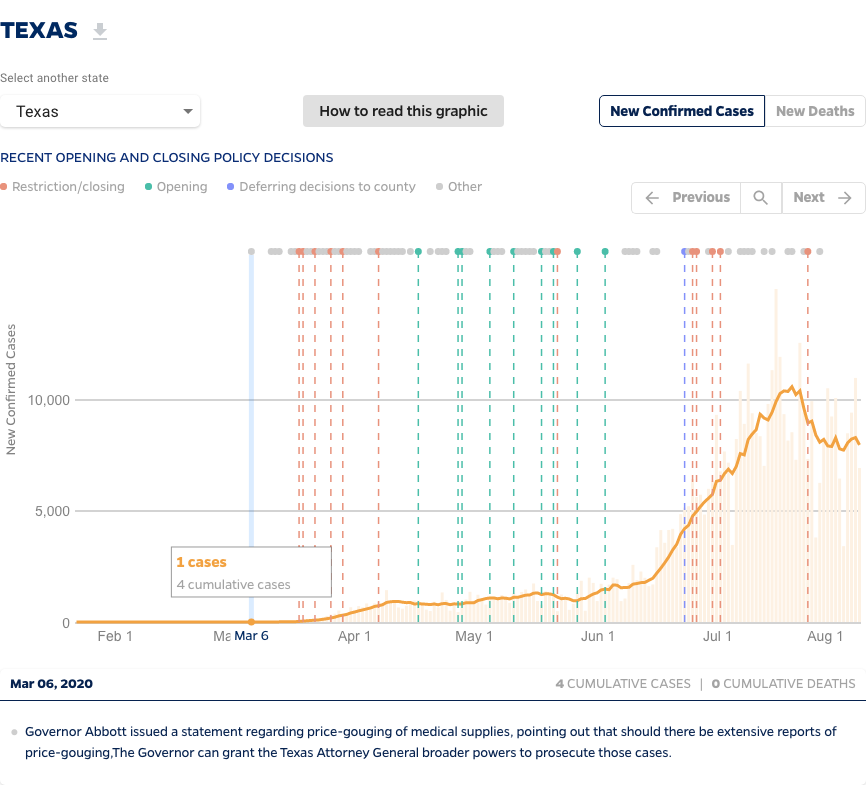 TEXAS
Select another state
Texas
How to read this graphic
New Confirmed Cases
New Deaths
RECENT OPENING AND CLOSING POLICY DECISIONS
Restriction/closing
Opening
Deferring decisions to county
Other
Previous
Next
New Confirmed Cases
10,000
5,000
0
1 cases
4 cumulative cases
Feb 1
Ma
Mar 6
Apr 1
May 1
Jun 1
Jul 1
Aug 1
Mar 06, 2020
4 CUMULATIVE CASES | 0 CUMULATIVE DEATHS
Governor Abbott issued a statement regarding price-gouging of medical supplies, pointing out that should there be extensive reports of
price-gouging,The Governor can grant the Texas Attorney General broader powers to prosecute those cases.